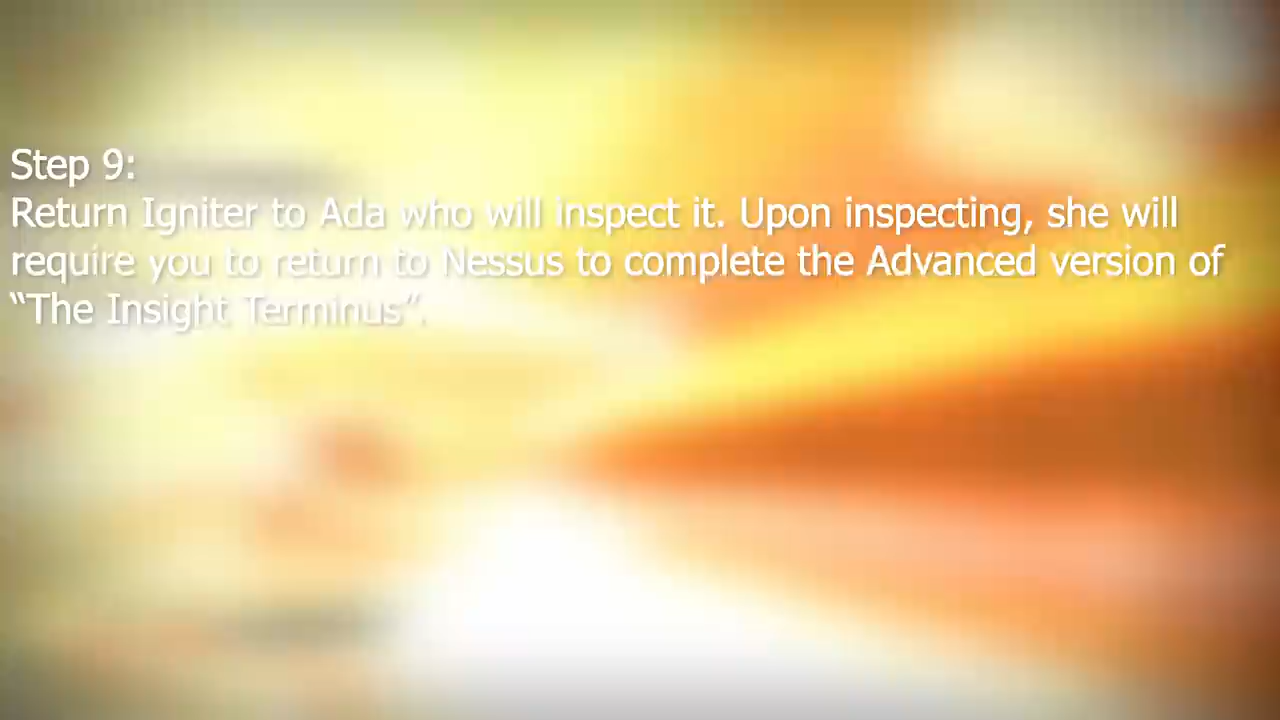 Step 9:
Return Igniter to Ada who will inspect it. Upon inspecting, she will
require you to return to Nessus to complete the Advanced version of
“The Insight Terminus”.